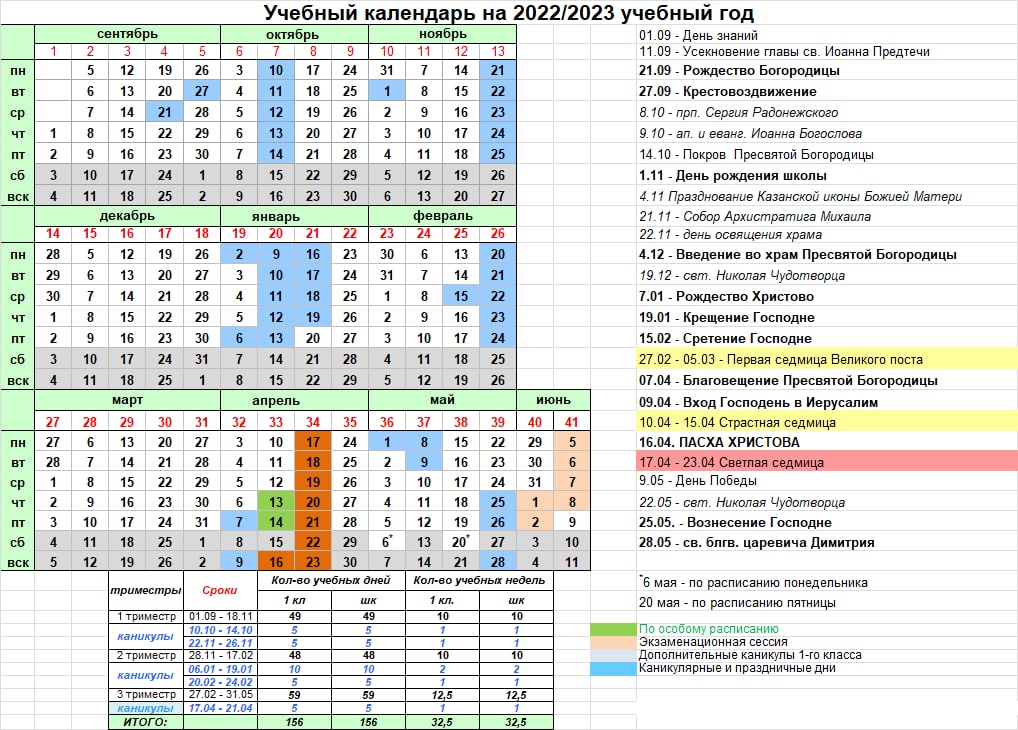 Учебный календарь на 2022/2023 учебный год
сентябрь октябрь ноябрь
1 2 3 4 5 6 7 8 9 10 11 12 13
пн 5 12 19 26 3 10 17 24 31 7 14 21
вт 6 13 20 27 4 11 18 25 1 8 15 22
ср 7 14 21 28 5 12 19 26 2 9 16 23
чт 1 8 15 22 29 6 13 20 27 3 10 17 24
пт 2 9 16 23 30 7 14 21 28 4 11 18 25
сб 3 10 17 24 1 8 15 22 29 5 12 19 26
вск 4 11 18 25 2 9 16 23 30 6 13 20 27
декабрь январь февраль
14 15 16 17 18 19 20 21 22 23 24 25 26
пн 28 5 12 19 26 2 9 16 23 30 6 13 20
вт 29 6 13 20 27 3 10 17 24 31 7 14 21
ср 30 7 14 21 28 4 11 18 25 1 8 15 22
чт 1 8 15 22 29 5 12 19 26 2 9 16 23
пт 2 9 16 23 30 6 13 20 27 3 10 17 24
сб 3 10 17 24 31 7 14 21 28 4 11 18 25
вск 4 11 18 25 1 8 15 22 29 5 12 19 26
март апрель май июнь
27 28 29 30 31 32 33 34 35 36 37 38 39 40 41
пн 27 6 13 20 27 3 10 17 24 1 8 15 22 29 5
вт 28 7 14 21 28 4 11 18 25 2 9 16 23 30 6
ср 1 8 15 22 29 5 12 19 26 3 10 17 24 31 7
чт 2 9 16 23 30 6 13 20 27 4 11 18 25 1 8
пт 3 10 17 24 31 7 14 21 28 5 12 19 26 2 9
сб 4 11 18 25 1 8 15 22 29 6* 13 20* 27 3 10
вск 5 12 19 26 2 9 16 23 30 7 14 21 28 4 11
триместры Сроки Кол-во учебных дней Кол-во учебных недель
1 кл шк 1 кл. шк
1 триместр 01.09 - 18.11 49 49 10 10
каникулы 10.10 - 14.10 5 5 1 1
22.11 - 26.11 5 5 1 1
2 триместр 28.11 - 17.02 48 48 10 10
каникулы 06.01 - 19.01 10 10 2 2
20.02 - 24.02 5 5 1 1
3 триместр 27.02 - 31.05 59 59 12,5 12,5
каникулы 17.04 - 21.04 5 5 1 1
ИТОГО: 156 156 32,5 32,5
01.09 - День знаний
11.09 - Усекновение главы св. Иоанна Предтечи
21.09 - Рождество Богородицы
27.09 - Крестовоздвижение
8.10 - прп. Сергия Радонежского
9.10 - ап. и еванг. Иоанна Богослова
14.10 - Покров Пресвятой Богородицы
1.11 - День рождения школы
4.11 Празднование Казанской иконы Божией Матери
21.11 - Собор Архистратига Михаила
22.11 - день освящения храма
4.12 - Введение во храм Пресвятой Богородицы
19.12 - свт. Николая Чудотворца
7.01 - Рождество Христово
19.01 - Крещение Господне
15.02 - Сретение Господне
27.02 - 05.03 - Первая седмица Великого поста
07.04 - Благовещение Пресвятой Богородицы
09.04 - Вход Господень в Иерусалим
10.04 - 15.04 Страстная седмица
16.04. ПАСХА ХРИСТОВА
17.04 - 23.04 Светлая седмица
9.05 - День Победы
22.05 - свт. Николая Чудотворца
25.05. - Вознесение Господне
28.05 - св. блгв. царевича Димитрия
*6 мая - по расписанию понедельника
20 мая - по расписанию пятницы
По особому расписанию
Экзаменационная сессия
Дополнительные каникулы 1-го класса
Каникулярные и праздничные дни